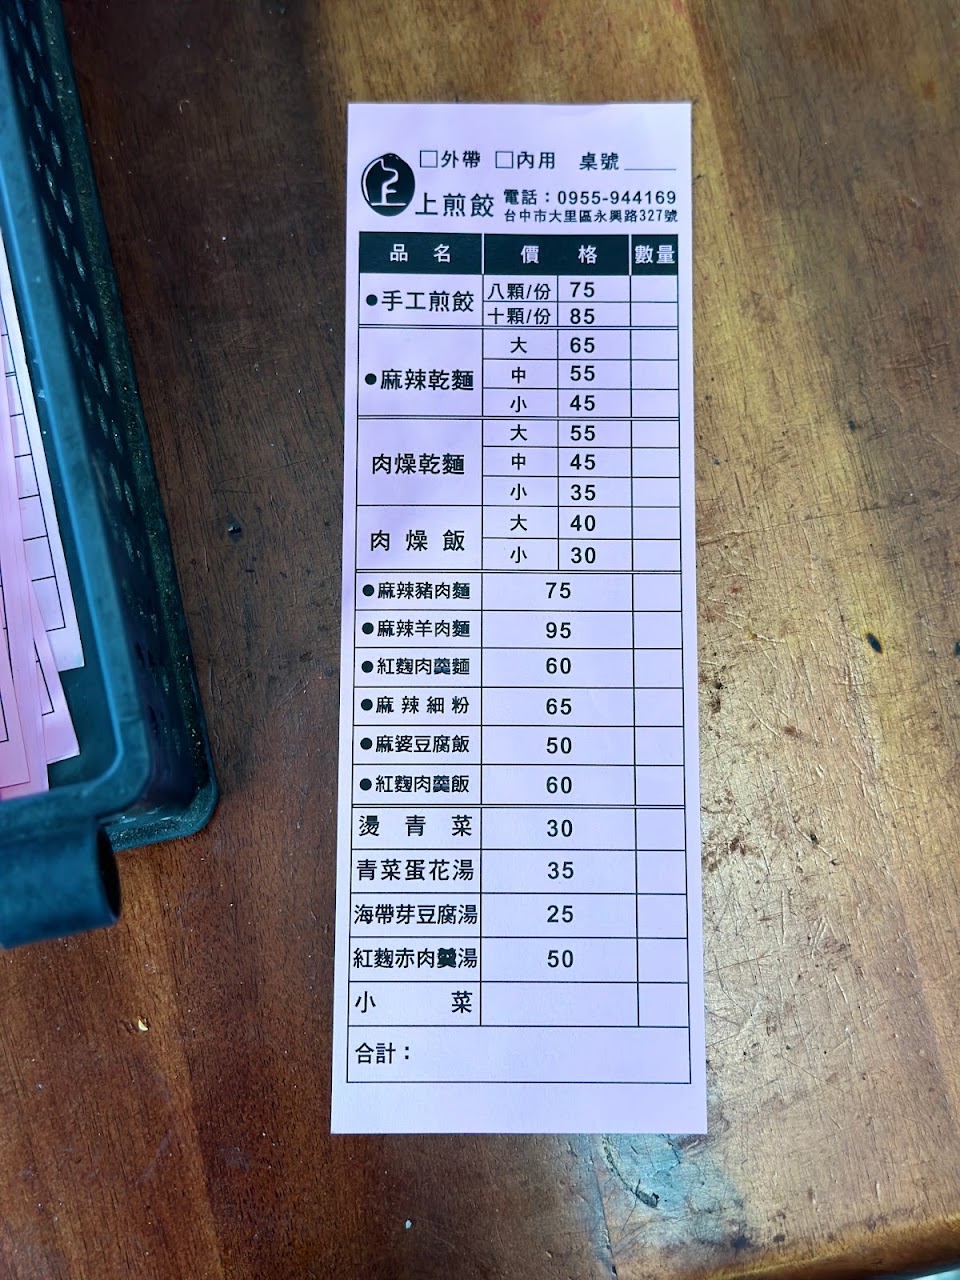 □外帶 □內用 桌號____
上煎餃 電話：0955-944169
台中市大里區永興路327號
品名 價格 數量
●手工煎餃 八顆/份 75
十顆/份 85
●麻辣乾麵 大 65
中 55
小 45
肉燥乾麵 大 55
中 45
小 35
肉燥飯 大 40
小 30
●麻辣豬肉麵 75
●麻辣羊肉麵 95
●紅麴肉羹麵 60
●麻辣細粉 65
●麻婆豆腐飯 50
●紅麴肉羹飯 60
燙青菜 30
青菜蛋花湯 35
海帶芽豆腐湯 25
紅麴赤肉羹湯 50
小菜
合計：